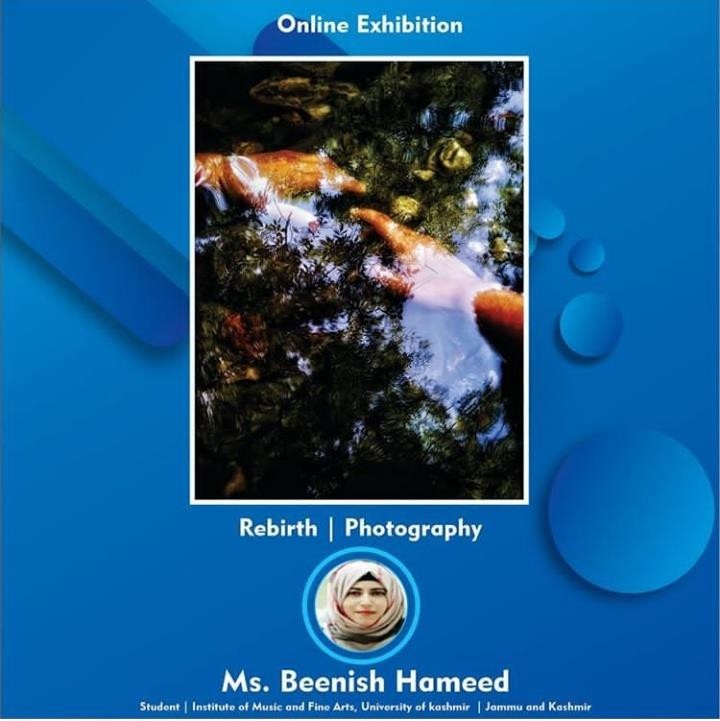 Online Exhibition
Rebirth | Photography
Ms. Beenish Hameed
Student | Institute of Music and Fine Arts, University of kashmir | Jammu and Kashmir